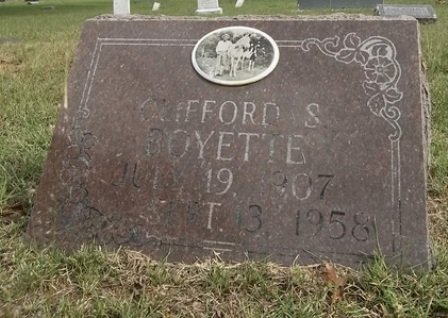 CLIFFORD S.
BOYETTE
JULY 19, 1907
SEPT. 13, 1958